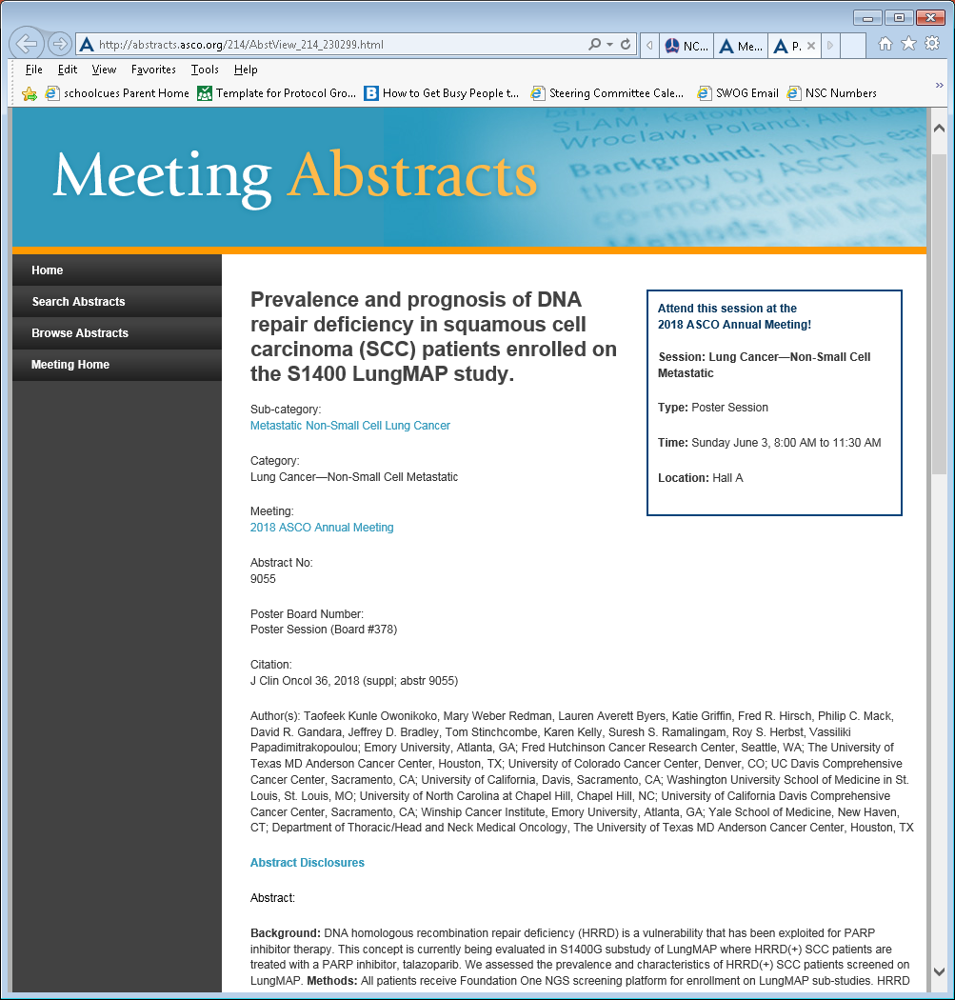 http://abstracts.asco.org/214/AbstView_214_230299.html
NC...
Me...
P.
File Edit View Favorites Tools Help
schoolcues Parent Home
Template for Protocol Gro...
How to Get Busy People t...
Steering Committee Cale...
SWOG Email
NSC Numbers
Meeting Abstracts
SLAM, Katowice,
Wroclaw, Poland; AM
Background: In MCL,
therapy by ASCT, is
co-morbidities
Methods: All MCL
Home
Search Abstracts
Browse Abstracts
Meeting Home
Prevalence and prognosis of DNA
repair deficiency in squamous cell
carcinoma (SCC) patients enrolled on
the S1400 LungMAP study.
Attend this session at the
2018 ASCO Annual Meeting!
Session: Lung Cancer—Non-Small Cell
Metastatic
Type: Poster Session
Time: Sunday June 3, 8:00 AM to 11:30 AM
Location: Hall A
Sub-category:
Metastatic Non-Small Cell Lung Cancer
Category:
Lung Cancer—Non-Small Cell Metastatic
Meeting:
2018 ASCO Annual Meeting
Abstract No:
9055
Poster Board Number:
Poster Session (Board #378)
Citation:
J Clin Oncol 36, 2018 (suppl; abstr 9055)
Author(s): Taofeek Kunle Owonikoko, Mary Weber Redman, Lauren Averett Byers, Katie Griffin, Fred R. Hirsch, Philip C. Mack,
David R. Gandara, Jeffrey D. Bradley, Tom Stinchcombe, Karen Kelly, Suresh S. Ramalingam, Roy S. Herbst, Vassiliki
Papadimitrakopoulou; Emory University, Atlanta, GA; Fred Hutchinson Cancer Research Center, Seattle, WA; The University of
Texas MD Anderson Cancer Center, Houston, TX; University of Colorado Cancer Center, Denver, CO; UC Davis Comprehensive
Cancer Center, Sacramento, CA; University of California, Davis, Sacramento, CA; Washington University School of Medicine in St.
Louis, St. Louis, MO; University of North Carolina at Chapel Hill, Chapel Hill, NC; University of California Davis Comprehensive
Cancer Center, Sacramento, CA; Winship Cancer Institute, Emory University, Atlanta, GA; Yale School of Medicine, New Haven,
CT; Department of Thoracic/Head and Neck Medical Oncology, The University of Texas MD Anderson Cancer Center, Houston, TX
Abstract Disclosures
Abstract:
Background: DNA homologous recombination repair deficiency (HRRD) is a vulnerability that has been exploited for PARP
inhibitor therapy. This concept is currently being evaluated in S1400G substudy of LungMAP where HRRD(+) SCC patients are
treated with a PARP inhibitor, talazoparib. We assessed the prevalence and characteristics of HRRD(+) SCC patients screened on
LungMAP. Methods: All patients receive Foundation One NGS screening platform for enrollment on LungMAP sub-studies. HRRD